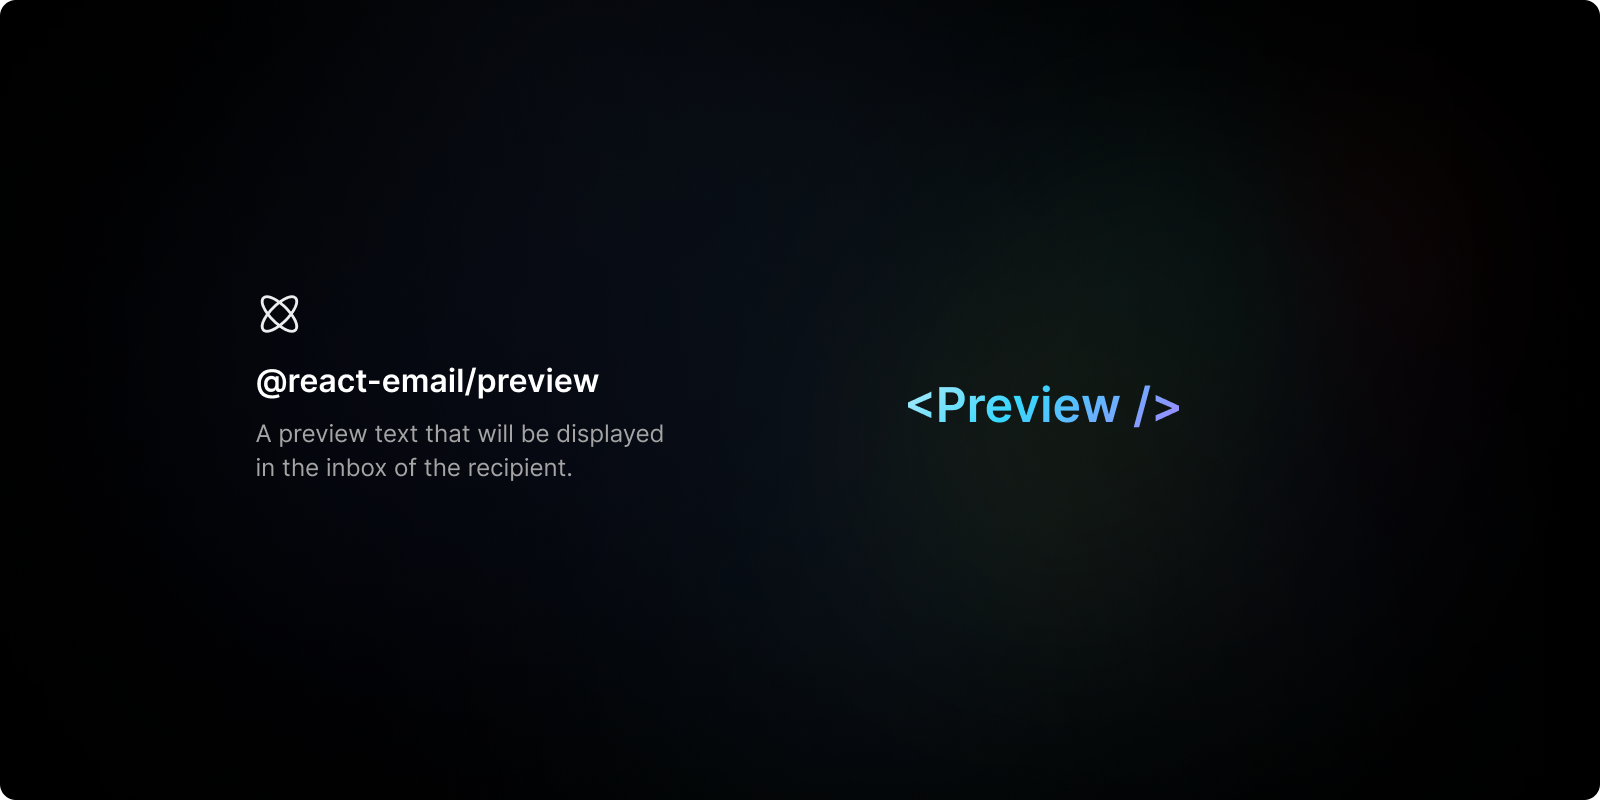 @react-email/preview
A preview text that will be displayed
in the inbox of the recipient.
<Preview />